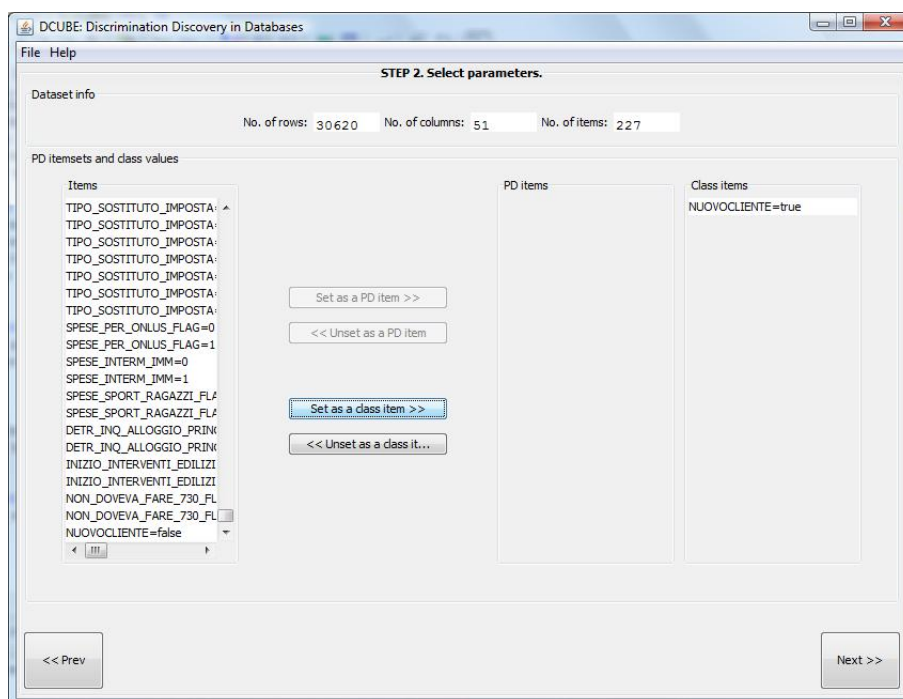 DCUBE: Discrimination Discovery in Databases
File Help
STEP 2. Select parameters.
Dataset info
No. of rows: 30620 No. of columns: 51 No. of items: 227
PD itemsets and class values
Items
TIPO_SOSTITUTO_IMPOSTA=
TIPO_SOSTITUTO_IMPOSTA=
TIPO_SOSTITUTO_IMPOSTA=
TIPO_SOSTITUTO_IMPOSTA=
TIPO_SOSTITUTO_IMPOSTA=
TIPO_SOSTITUTO_IMPOSTA=
TIPO_SOSTITUTO_IMPOSTA=
SPESE_PER_ONLUS_FLAG=0
SPESE_PER_ONLUS_FLAG=1
SPESE_INTERM_IMM=0
SPESE_INTERM_IMM=1
SPESE_SPORT_RAGAZZI_FLA
SPESE_SPORT_RAGAZZI_FLA
DETR_INQ_ALLOGGIO_PRIN
DETR_INQ_ALLOGGIO_PRIN
INIZIO_INTERVENTI_EDILIZI
INIZIO_INTERVENTI_EDILIZI
NON_DOVEVA_FARE_730_FL
NON_DOVEVA_FARE_730_FL
NUOVOCLIENTE=false
Set as a PD item >>
<< Unset as a PD item
Set as a class item >>
<< Unset as a class it...
PD items
Class items
NUOVOCLIENTE=true
<< Prev
Next >>